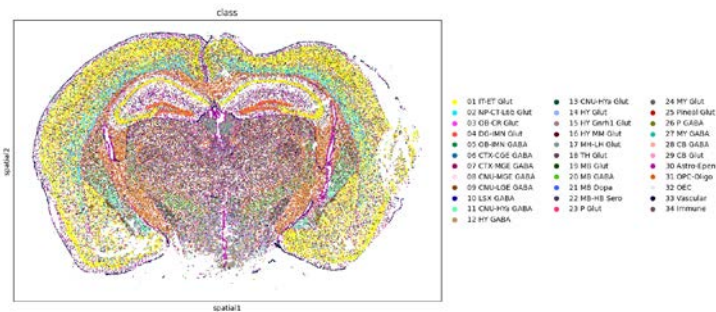 class
spatial2
spatial1
01 IT-ET Glut
02 NP-CT-L6b Glut
03 OB-CR Glut
04 DG-IMN Glut
05 OB-IMN GABA
06 CTX-CGE GABA
07 CTX-MGE GABA
08 CNU-MGE GABA
09 CNU-LGE GABA
10 LSX GABA
11 CNU-HYa GABA
12 HY GABA
13 CNU-HYa Glut
14 HY Glut
15 HY Gnrh1 Glut
16 HY MM Glut
17 MH-LH Glut
18 TH Glut
19 MB Glut
20 MB GABA
21 MB Dopa
22 MB-HB Sero
23 P Glut
24 MY Glut
25 Pineal Glut
26 P GABA
27 MY GABA
28 CB GABA
29 CB Glut
30 Astro-Epen
31 OPC-Oligo
32 OEC
33 Vascular
34 Immune